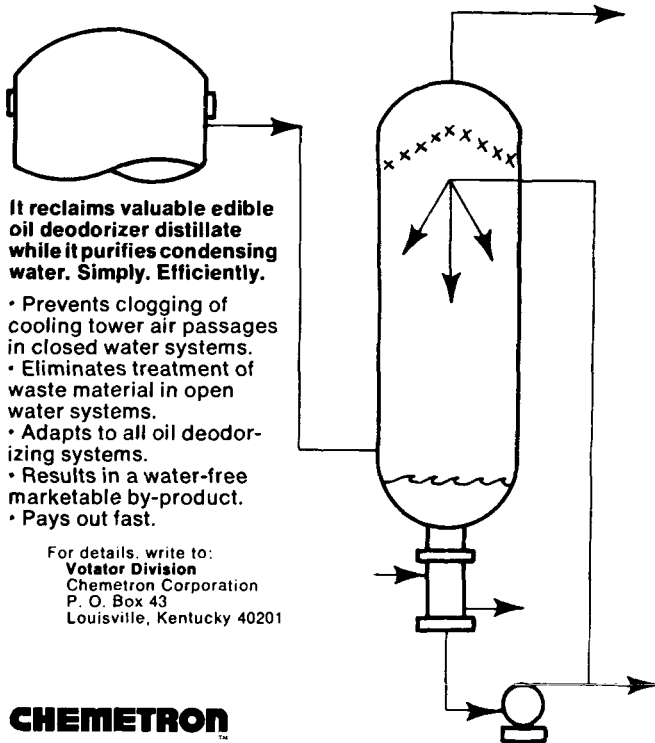 It reclaims valuable edible
oil deodorizer distillate
while it purifies condensing
water. Simply. Efficiently.
• Prevents clogging of
cooling tower air passages
in closed water systems.
• Eliminates treatment of
waste material in open
water systems.
• Adapts to all oil deodor-
izing systems.
• Results in a water-free
marketable by-product.
• Pays out fast.
For details, write to:
Votator Division
Chemetron Corporation
P. O. Box 43
Louisville, Kentucky 40201
CHEMETRON
TM